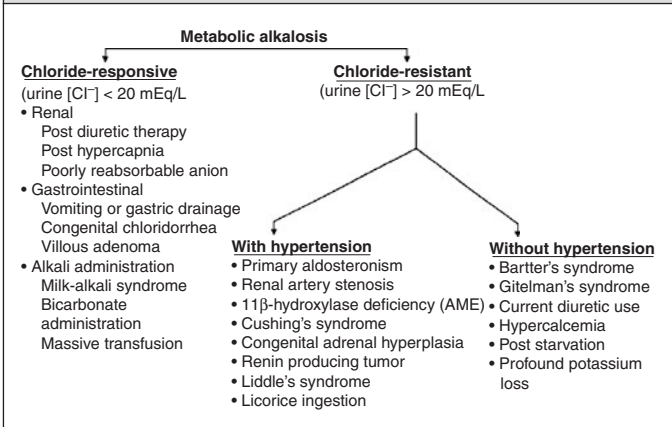 Metabolic alkalosis
Chloride-responsive
(urine [Cl⁻] < 20 mEq/L
• Renal
Post diuretic therapy
Post hypercapnia
Poorly reabsorbable anion
• Gastrointestinal
Vomiting or gastric drainage
Congenital chloridorrhea
Villous adenoma
• Alkali administration
Milk-alkali syndrome
Bicarbonate
administration
Massive transfusion
Chloride-resistant
(urine [Cl⁻] > 20 mEq/L
With hypertension
• Primary aldosteronism
• Renal artery stenosis
• 11β-hydroxylase deficiency (AME)
• Cushing's syndrome
• Congenital adrenal hyperplasia
• Renin producing tumor
• Liddle's syndrome
• Licorice ingestion
Without hypertension
• Bartter's syndrome
• Gitelman's syndrome
• Current diuretic use
• Hypercalcemia
• Post starvation
• Profound potassium
loss